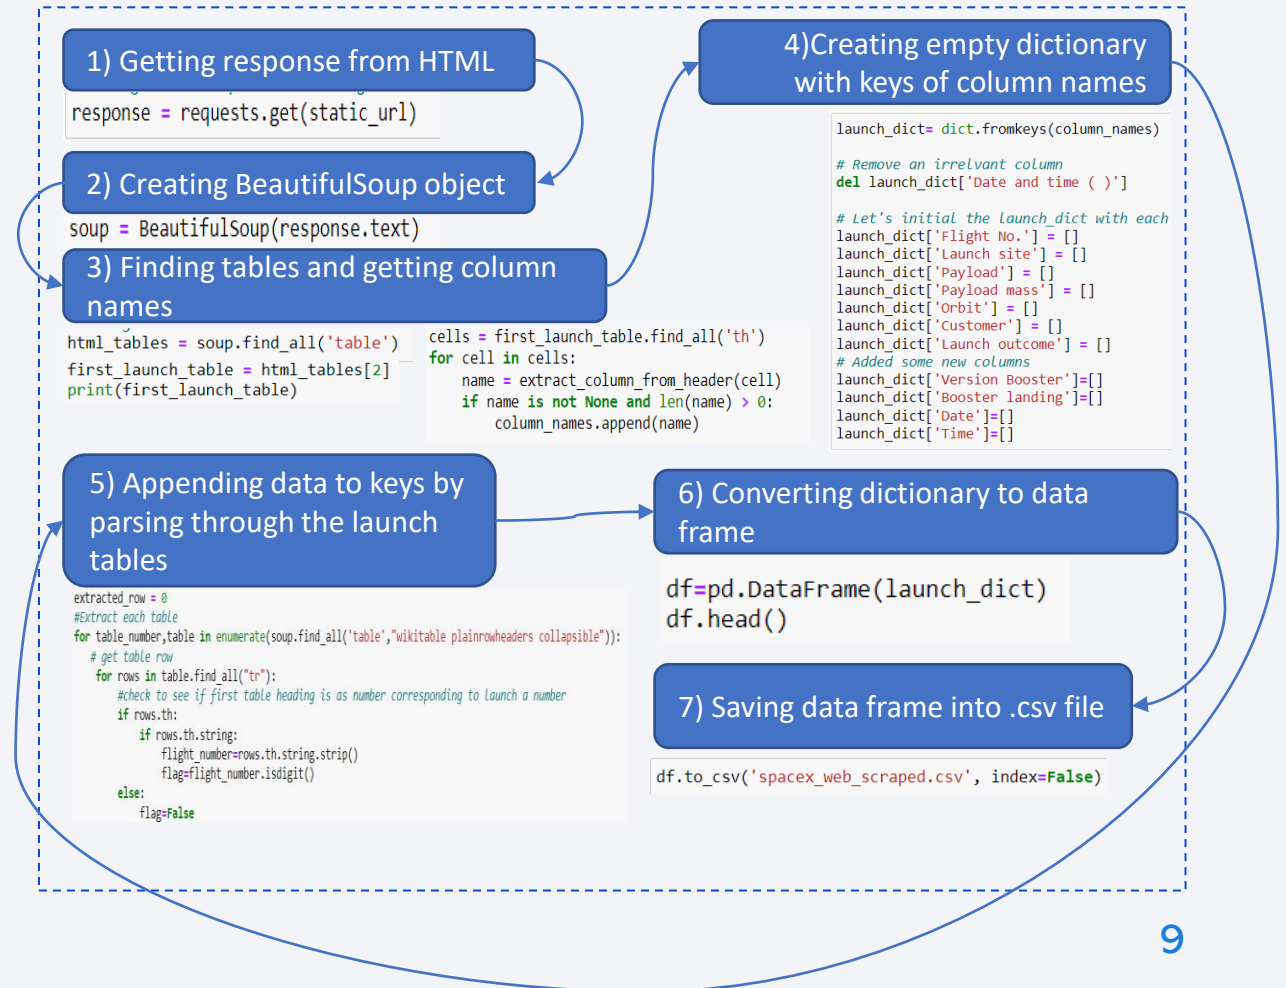 1) Getting response from HTML
response = requests.get(static_url)
2) Creating BeautifulSoup object
soup = BeautifulSoup(response.text)
3) Finding tables and getting column
names
html_tables = soup.find_all('table')
first_launch_table = html_tables[2]
print(first_launch_table)
cells = first_launch_table.find_all('th')
for cell in cells:
    name = extract_column_from_header(cell)
    if name is not None and len(name) > 0:
        column_names.append(name)
4)Creating empty dictionary
with keys of column names
launch_dict= dict.fromkeys(column_names)
# Remove an irrelvant column
del launch_dict['Date and time ( )']
# Let's initial the launch_dict with each
launch_dict['Flight No.'] = []
launch_dict['Launch site'] = []
launch_dict['Payload'] = []
launch_dict['Payload mass'] = []
launch_dict['Orbit'] = []
launch_dict['Customer'] = []
launch_dict['Launch outcome'] = []
# Added some new columns
launch_dict['Version Booster']=[]
launch_dict['Booster landing']=[]
launch_dict['Date']=[]
launch_dict['Time']=[]
5) Appending data to keys by
parsing through the launch
tables
extracted_row = 0
#Extract each table
for table_number,table in enumerate(soup.find_all('table',"wikitable plainrowheaders collapsible")):
    # get table row
    for rows in table.find_all("tr"):
        #check to see if first table heading is as number corresponding to launch a number
        if rows.th:
            if rows.th.string:
                flight_number=rows.th.string.strip()
                flag=flight_number.isdigit()
        else:
            flag=False
6) Converting dictionary to data
frame
df=pd.DataFrame(launch_dict)
df.head()
7) Saving data frame into .csv file
df.to_csv('spacex_web_scraped.csv', index=False)
9